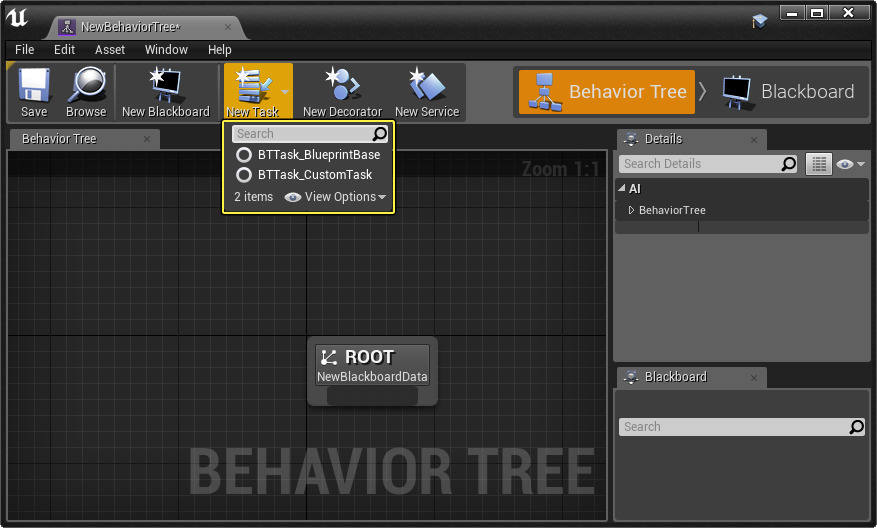 NewBehaviorTree*
File Edit Asset Window Help
Save Browse New Blackboard New Task New Decorator New Service
Behavior Tree Blackboard
Behavior Tree
Search
BTTask_BlueprintBase
BTTask_CustomTask
2 items View Options
Zoom 1:1
ROOT
NewBlackboardData
BEHAVIOR TREE
Details
Search Details
AI
BehaviorTree
Blackboard
Search